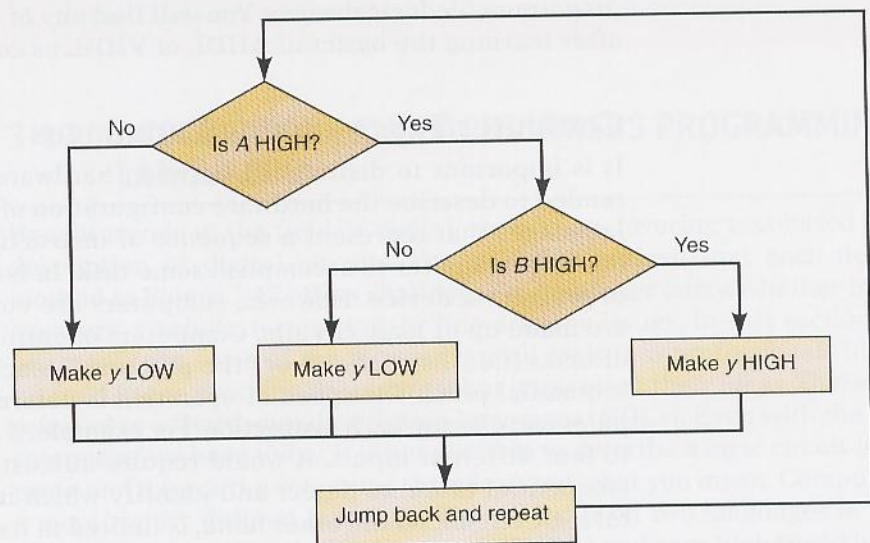 No
Yes
Is A HIGH?
No
Yes
Is B HIGH?
Make y LOW
Make y LOW
Make y HIGH
Jump back and repeat